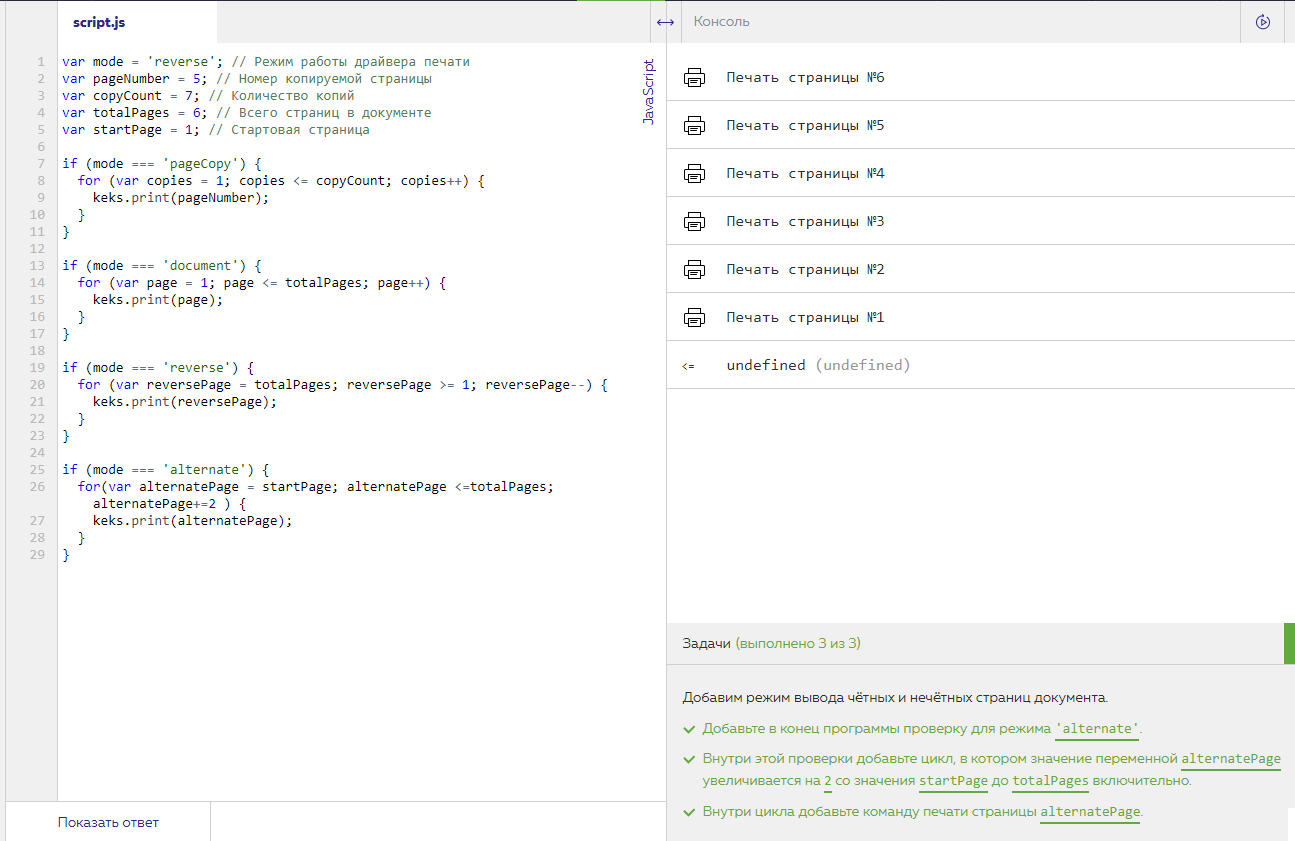 script.js
1 var mode = 'reverse'; // Режим работы драйвера печати
2 var pageNumber = 5; // Номер копируемой страницы
3 var copyCount = 7; // Количество копий
4 var totalPages = 6; // Всего страниц в документе
5 var startPage = 1; // Стартовая страница
6
7 if (mode === 'pageCopy') {
8 for (var copies = 1; copies <= copyCount; copies++) {
9 keks.print(pageNumber);
10 }
11 }
12
13 if (mode === 'document') {
14 for (var page = 1; page <= totalPages; page++) {
15 keks.print(page);
16 }
17 }
18
19 if (mode === 'reverse') {
20 for (var reversePage = totalPages; reversePage >= 1; reversePage--) {
21 keks.print(reversePage);
22 }
23 }
24
25 if (mode === 'alternate') {
26 for(var alternatePage = startPage; alternatePage <=totalPages;
alternatePage+=2 ) {
27 keks.print(alternatePage);
28 }
29 }
JavaScript
Показать ответ
Консоль
Печать страницы №6
Печать страницы №5
Печать страницы №4
Печать страницы №3
Печать страницы №2
Печать страницы №1
<= undefined (undefined)
Задачи (выполнено 3 из 3)
Добавим режим вывода чётных и нечётных страниц документа.
Добавьте в конец программы проверку для режима 'alternate'.
Внутри этой проверки добавьте цикл, в котором значение переменной alternatePage
увеличивается на 2 со значения startPage до totalPages включительно.
Внутри цикла добавьте команду печати страницы alternatePage.